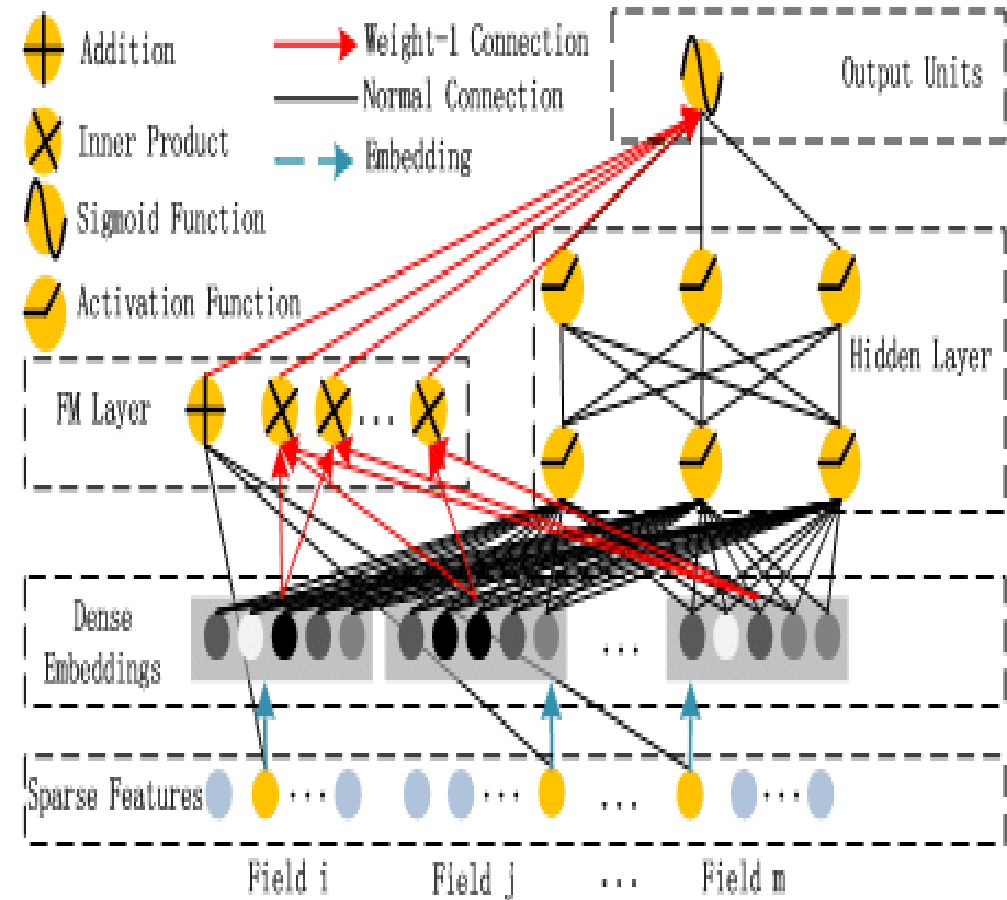 Addition
Weight-1 Connection
Output Units
Normal Connection
Inner Product
Embedding
Sigmoid Function
Activation Function
Hidden Layer
FM Layer
...
Dense
Embeddings
...
Sparse Features
...
...
...
...
Field i
Field j
...
Field m